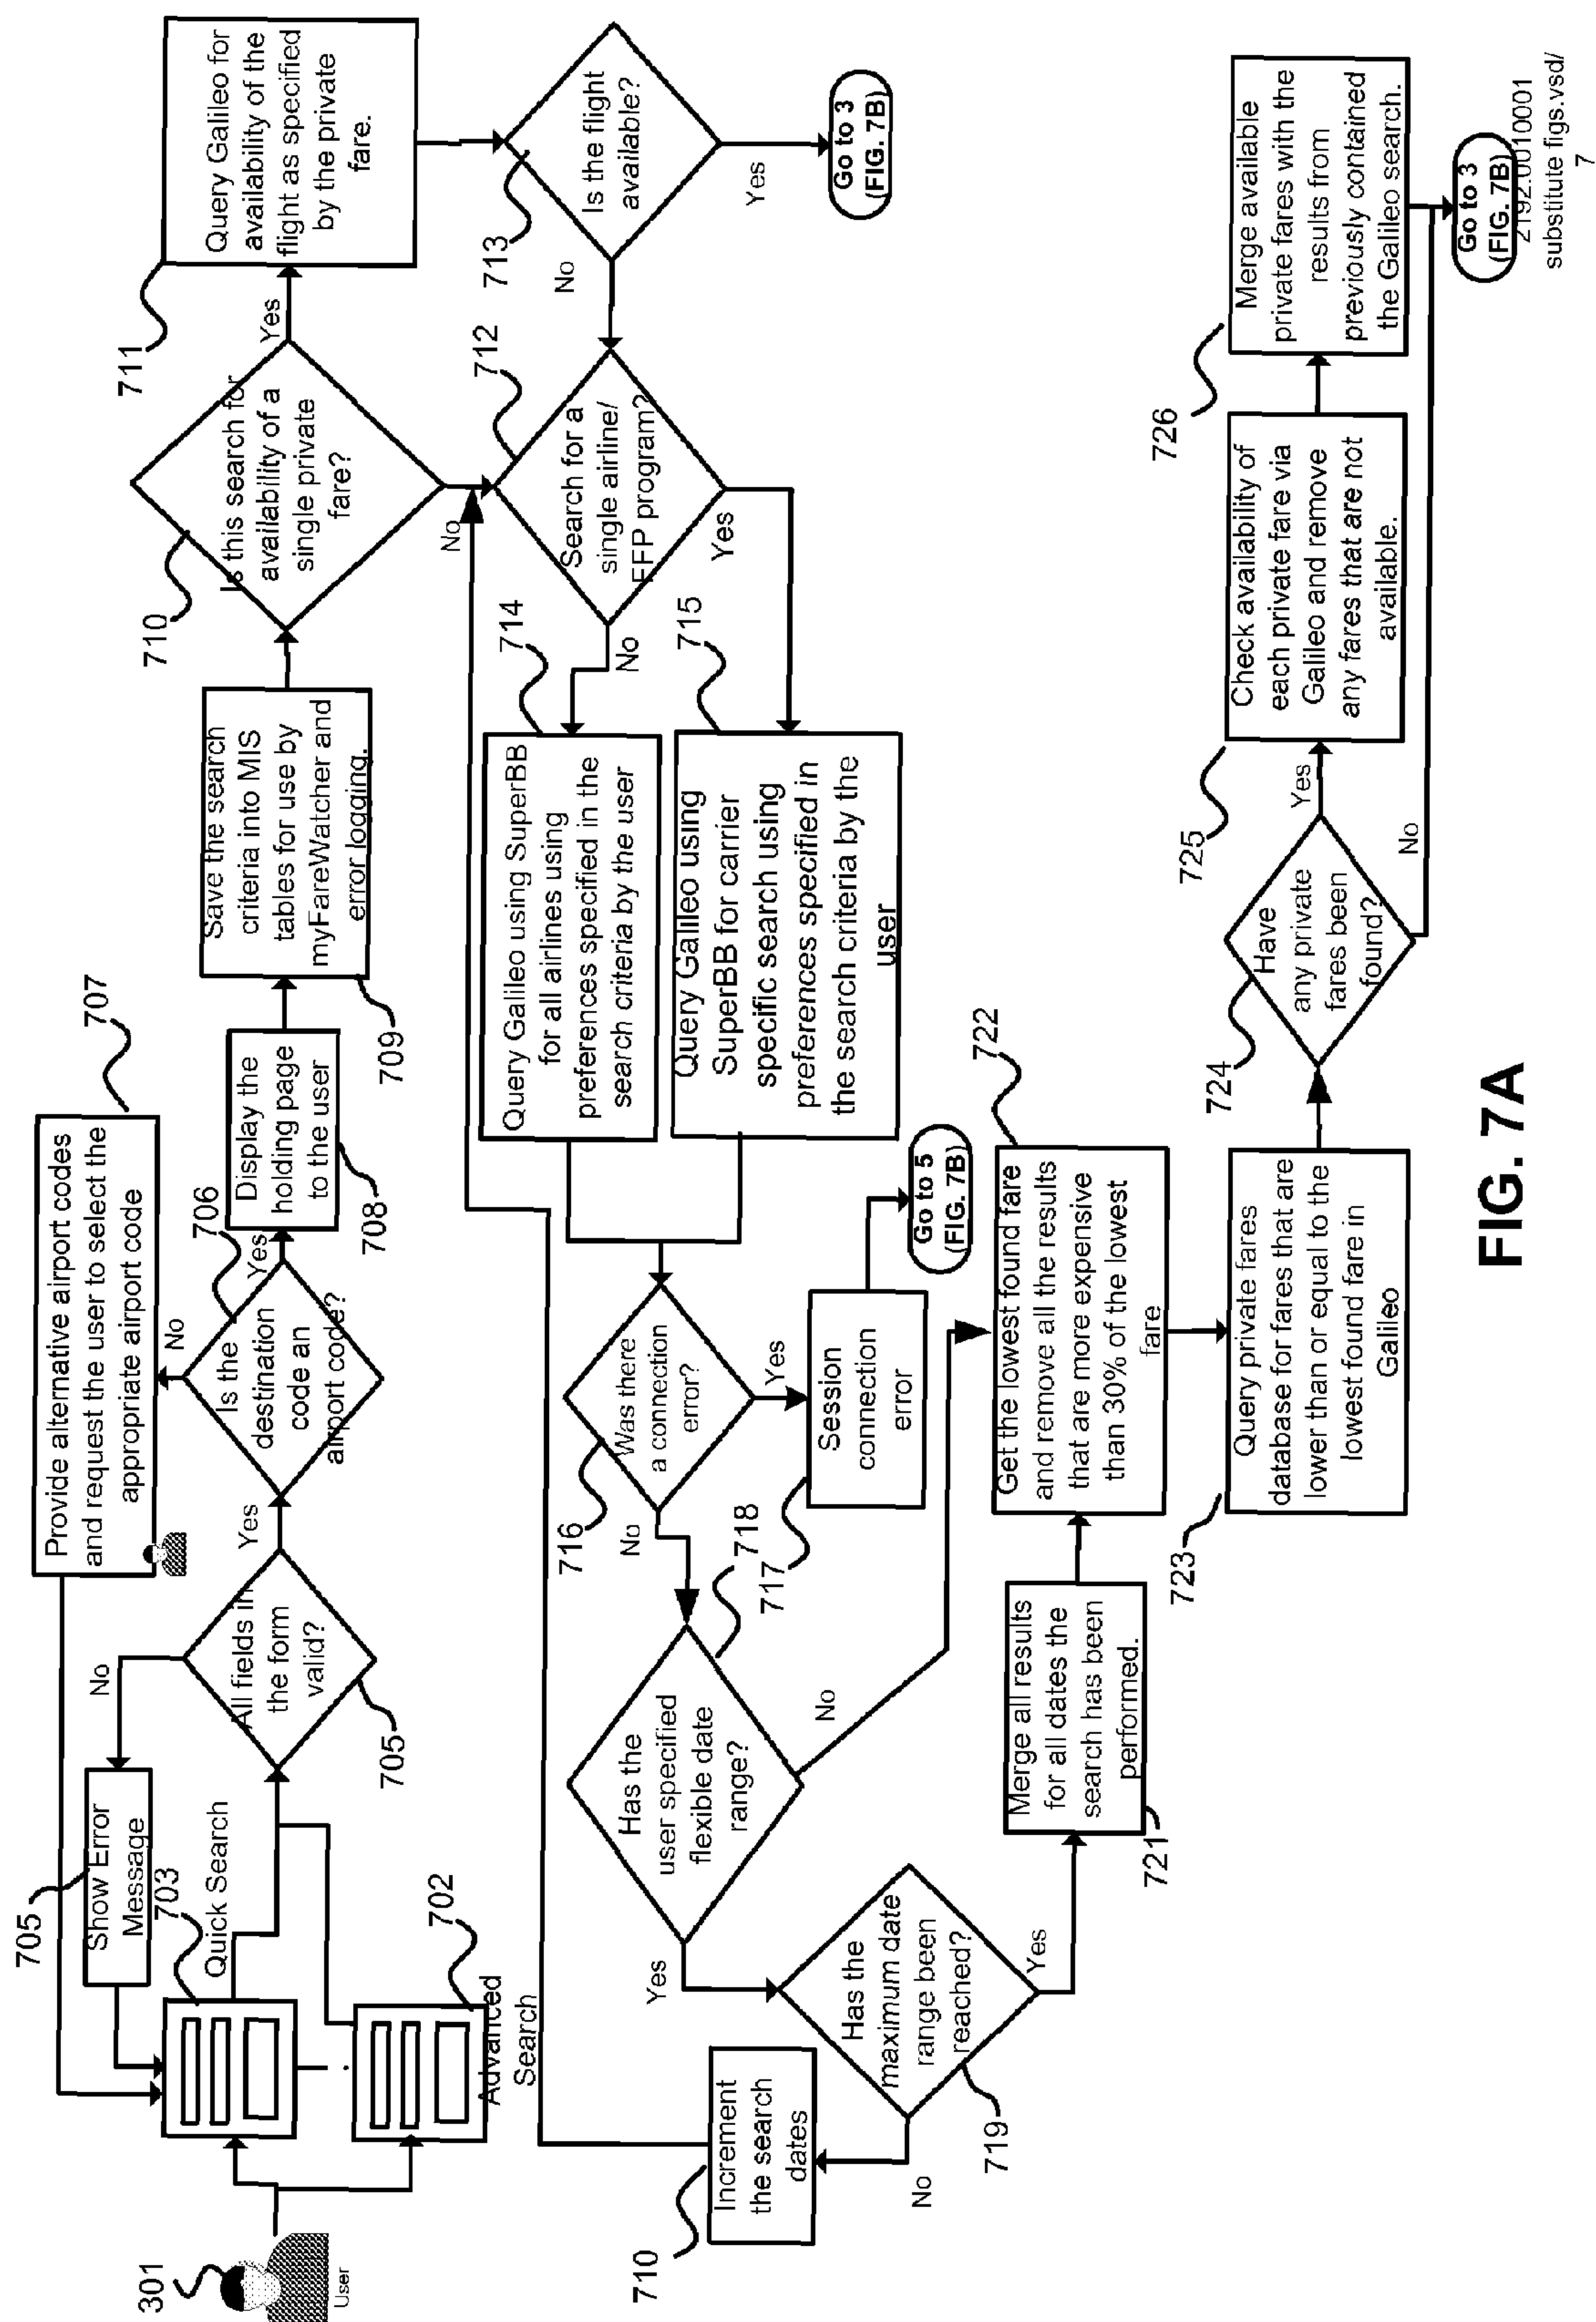 301
User
703
Quick Search
702
Advanced
Search
705
Show Error
Message
No
All fields in
the form
valid?
705
Yes
Provide alternative airport codes
and request the user to select the
appropriate airport code
707
No
Is the
destination
code an
airport code?
706
Yes
Display the
holding page
to the user
708
Save the search
criteria into MIS
tables for use by
myFareWatcher and
error logging.
709
Is this search for
availability of a
single private
fare?
710
Yes
No
Query Galileo for
availability of the
flight as specified
by the private
fare.
711
Is the flight
available?
713
No
Yes
Go to 3
(FIG. 7B)
Search for a
single airline/
FFP program?
712
No
Yes
Query Galileo using SuperBB
for all airlines using
preferences specified in the
search criteria by the user
714
Query Galileo using
SuperBB for carrier
specific search using
preferences specified in
the search criteria by the
user
715
Was there
a connection
error?
716
No
Yes
Session
connection
error
717
Go to 5
(FIG. 7B)
Has the
user specified
flexible date
range?
718
Yes
No
Has the
maximum date
range been
reached?
719
No
Yes
Increment
the search
dates
710
Merge all results
for all dates the
search has been
performed.
721
Get the lowest found fare
and remove all the results
that are more expensive
than 30% of the lowest
fare
722
Query private fares
database for fares that are
lower than or equal to the
lowest found fare in
Galileo
723
Have
any private
fares been
found?
724
Yes
No
Check availability of
each private fare via
Galileo and remove
any fares that are not
available.
725
Merge available
private fares with the
results from
previously contained
the Galileo search.
726
Go to 3
(FIG. 7B)
2192.0010001
substitute figs.vsd/
7
FIG. 7A